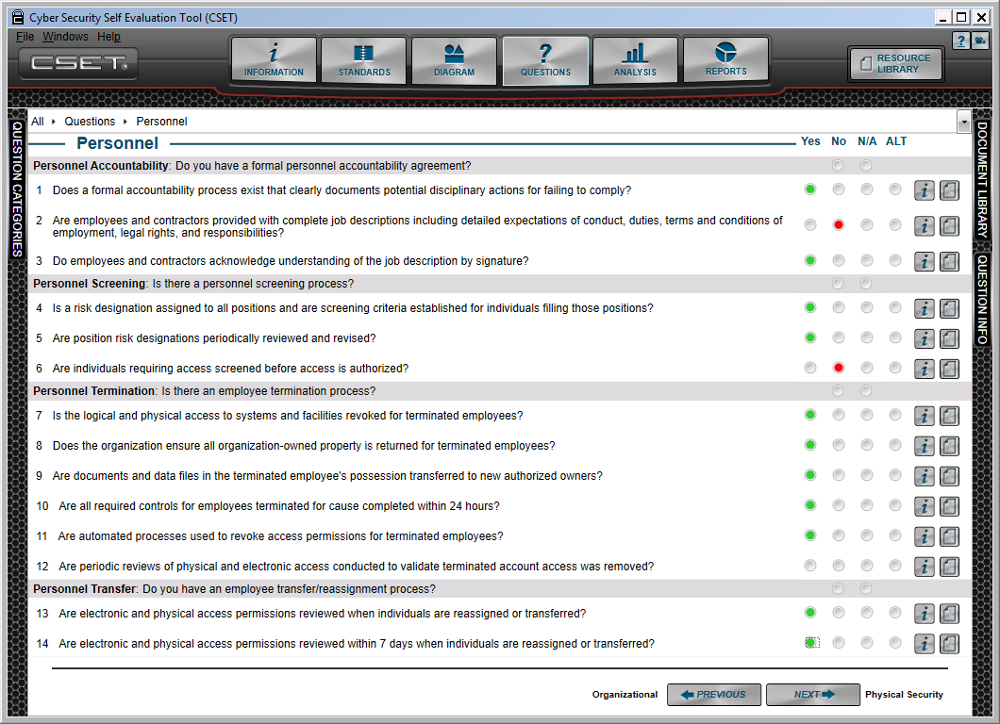 Cyber Security Self Evaluation Tool (CSET)
File Windows Help
CSET
INFORMATION
STANDARDS
DIAGRAM
QUESTIONS
ANALYSIS
REPORTS
RESOURCE
LIBRARY
QUESTION CATEGORIES
DOCUMENT LIBRARY
QUESTION INFO
All Questions Personnel
Personnel Yes No N/A ALT
Personnel Accountability: Do you have a formal personnel accountability agreement?
1 Does a formal accountability process exist that clearly documents potential disciplinary actions for failing to comply?
2 Are employees and contractors provided with complete job descriptions including detailed expectations of conduct, duties, terms and conditions of
employment, legal rights, and responsibilities?
3 Do employees and contractors acknowledge understanding of the job description by signature?
Personnel Screening: Is there a personnel screening process?
4 Is a risk designation assigned to all positions and are screening criteria established for individuals filling those positions?
5 Are position risk designations periodically reviewed and revised?
6 Are individuals requiring access screened before access is authorized?
Personnel Termination: Is there an employee termination process?
7 Is the logical and physical access to systems and facilities revoked for terminated employees?
8 Does the organization ensure all organization-owned property is returned for terminated employees?
9 Are documents and data files in the terminated employee's possession transferred to new authorized owners?
10 Are all required controls for employees terminated for cause completed within 24 hours?
11 Are automated processes used to revoke access permissions for terminated employees?
12 Are periodic reviews of physical and electronic access conducted to validate terminated account access was removed?
Personnel Transfer: Do you have an employee transfer/reassignment process?
13 Are electronic and physical access permissions reviewed when individuals are reassigned or transferred?
14 Are electronic and physical access permissions reviewed within 7 days when individuals are reassigned or transferred?
Organizational PREVIOUS NEXT Physical Security